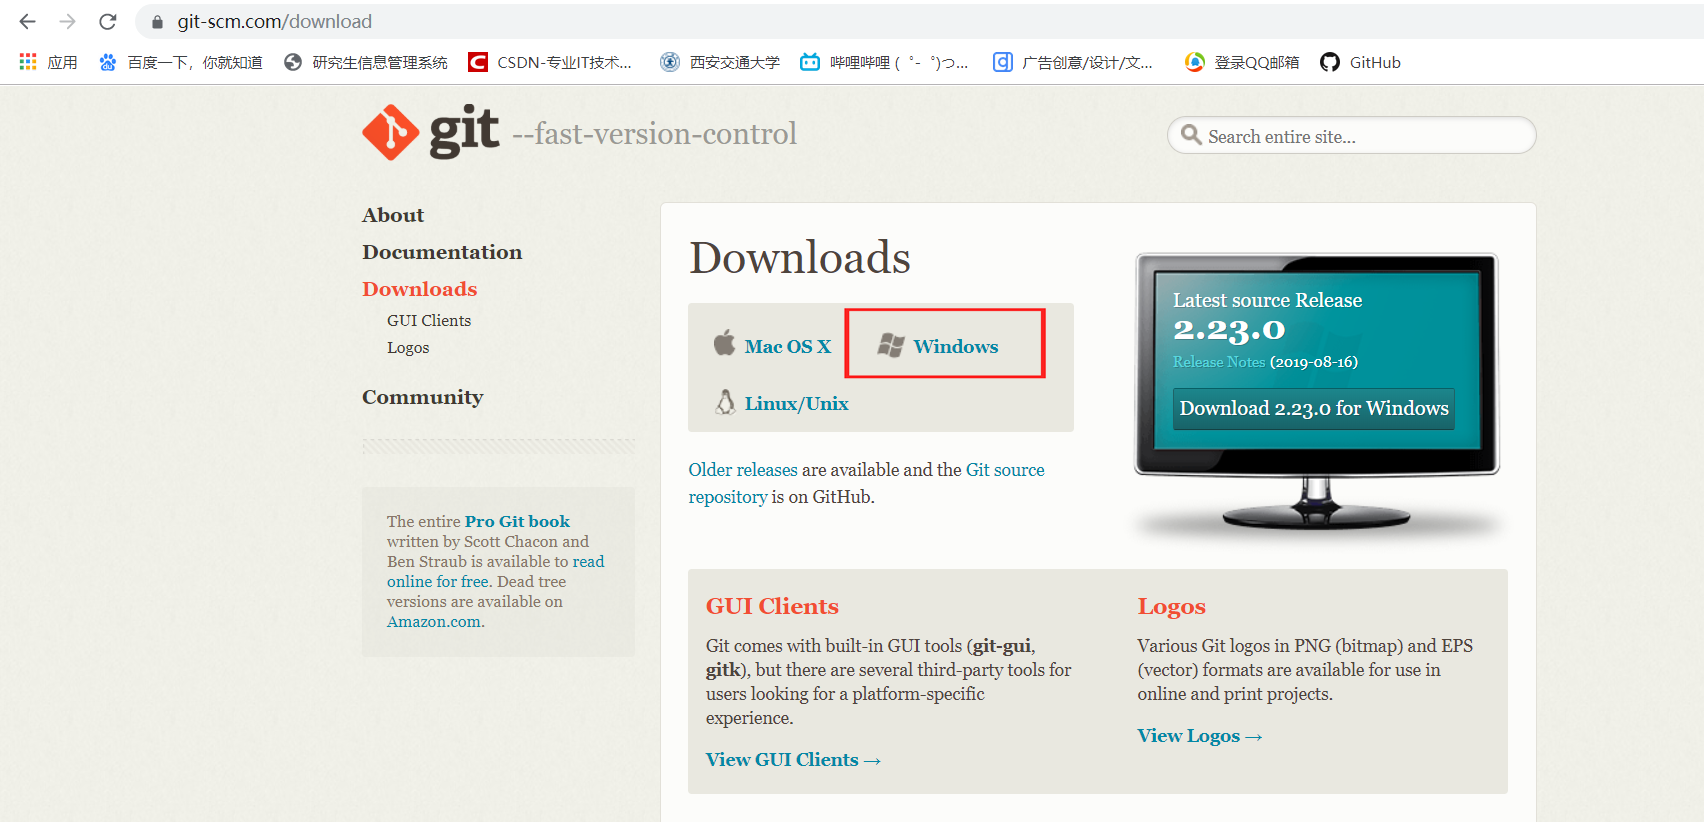 git-scm.com/download
应用 百度一下，你就知道 研究生信息管理系统 CSDN-专业IT技术... 西安交通大学 哔哩哔哩 ( ゜- ゜)つ... 广告创意/设计/文... 登录QQ邮箱 GitHub
git --fast-version-control
Search entire site...
About
Documentation
Downloads
GUI Clients
Logos
Community
The entire Pro Git book
written by Scott Chacon and
Ben Straub is available to read
online for free. Dead tree
versions are available on
Amazon.com.
Downloads
Mac OS X Windows
Linux/Unix
Older releases are available and the Git source
repository is on GitHub.
Latest source Release
2.23.0
Release Notes (2019-08-16)
Download 2.23.0 for Windows
GUI Clients
Git comes with built-in GUI tools (git-gui,
gitk), but there are several third-party tools for
users looking for a platform-specific
experience.
View GUI Clients →
Logos
Various Git logos in PNG (bitmap) and EPS
(vector) formats are available for use in
online and print projects.
View Logos →